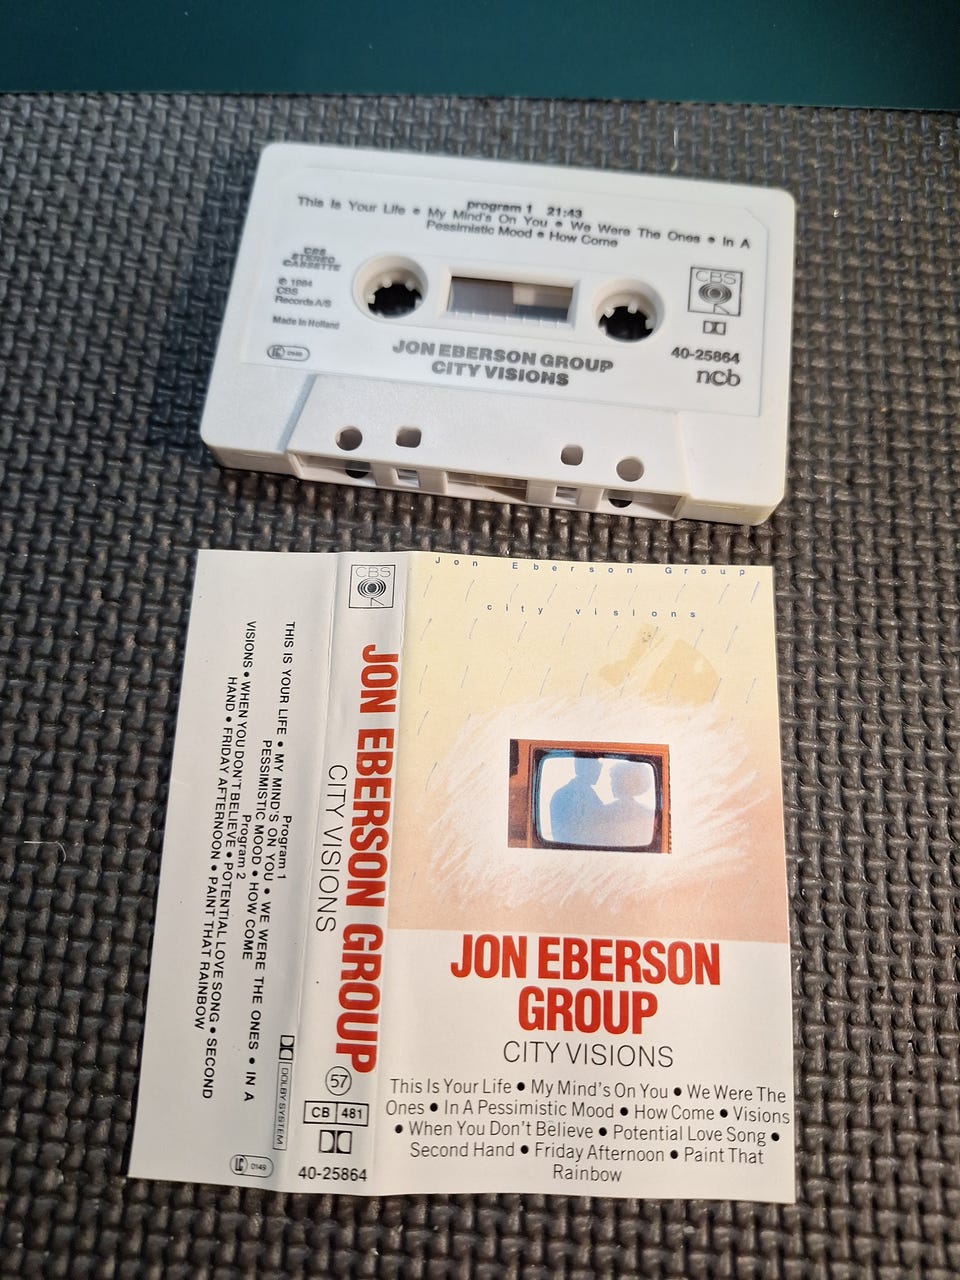 program 1 21:43
This Is Your Life • My Mind's On You • We Were The Ones • In A
Pessimistic Mood • How Come
CBS
STEREO
CASSETTE
℗ 1984
CBS
Records A/S
Made in Holland
LC 0149
CBS
40-25864
ncb
JON EBERSON GROUP
CITY VISIONS
Program 1
THIS IS YOUR LIFE • MY MIND'S ON YOU • WE WERE THE ONES • IN A
PESSIMISTIC MOOD • HOW COME
Program 2
VISIONS • WHEN YOU DON'T BELIEVE • POTENTIAL LOVE SONG • SECOND
HAND • FRIDAY AFTERNOON • PAINT THAT RAINBOW
DOLBY SYSTEM
LC 0149
CBS
JON EBERSON GROUP
CITY VISIONS
57
CB 481
40-25864
Jon Eberson Group
city visions
JON EBERSON
GROUP
CITY VISIONS
This Is Your Life • My Mind's On You • We Were The
Ones • In A Pessimistic Mood • How Come • Visions
• When You Don't Believe • Potential Love Song •
Second Hand • Friday Afternoon • Paint That
Rainbow